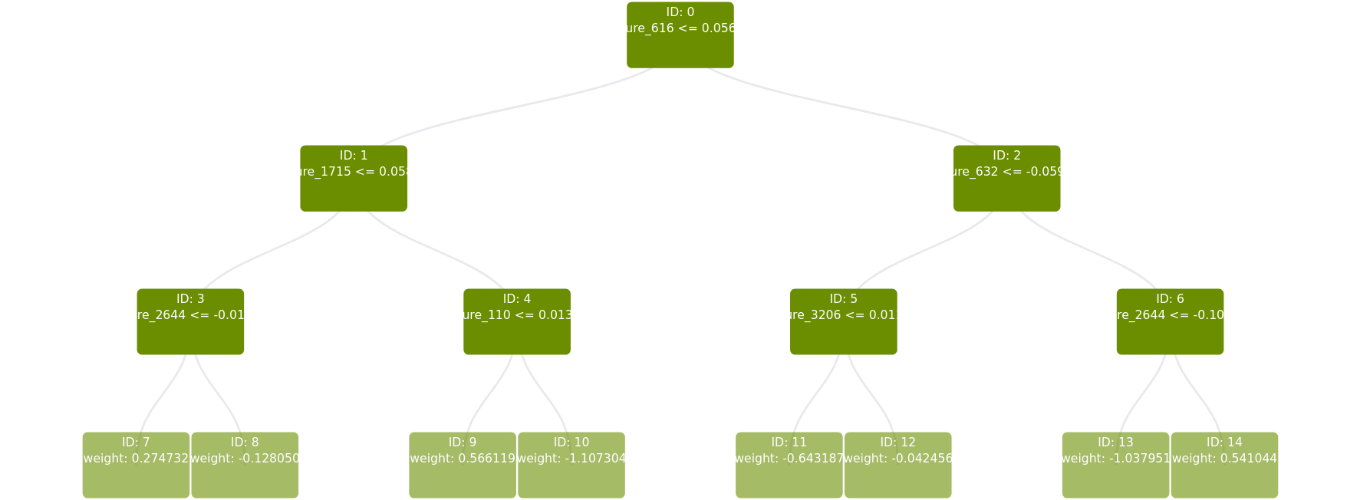 ID: 0
ure_616 <= 0.056
ID: 1
ure_1715 <= 0.058
ID: 2
ure_632 <= -0.059
ID: 3
re_2644 <= -0.01
ID: 4
ure_110 <= 0.013
ID: 5
ure_3206 <= 0.01
ID: 6
re_2644 <= -0.10
ID: 7
weight: 0.274732
ID: 8
weight: -0.128050
ID: 9
weight: 0.566119
ID: 10
weight: -1.107304
ID: 11
weight: -0.643187
ID: 12
weight: -0.042456
ID: 13
weight: -1.037951
ID: 14
weight: 0.541044